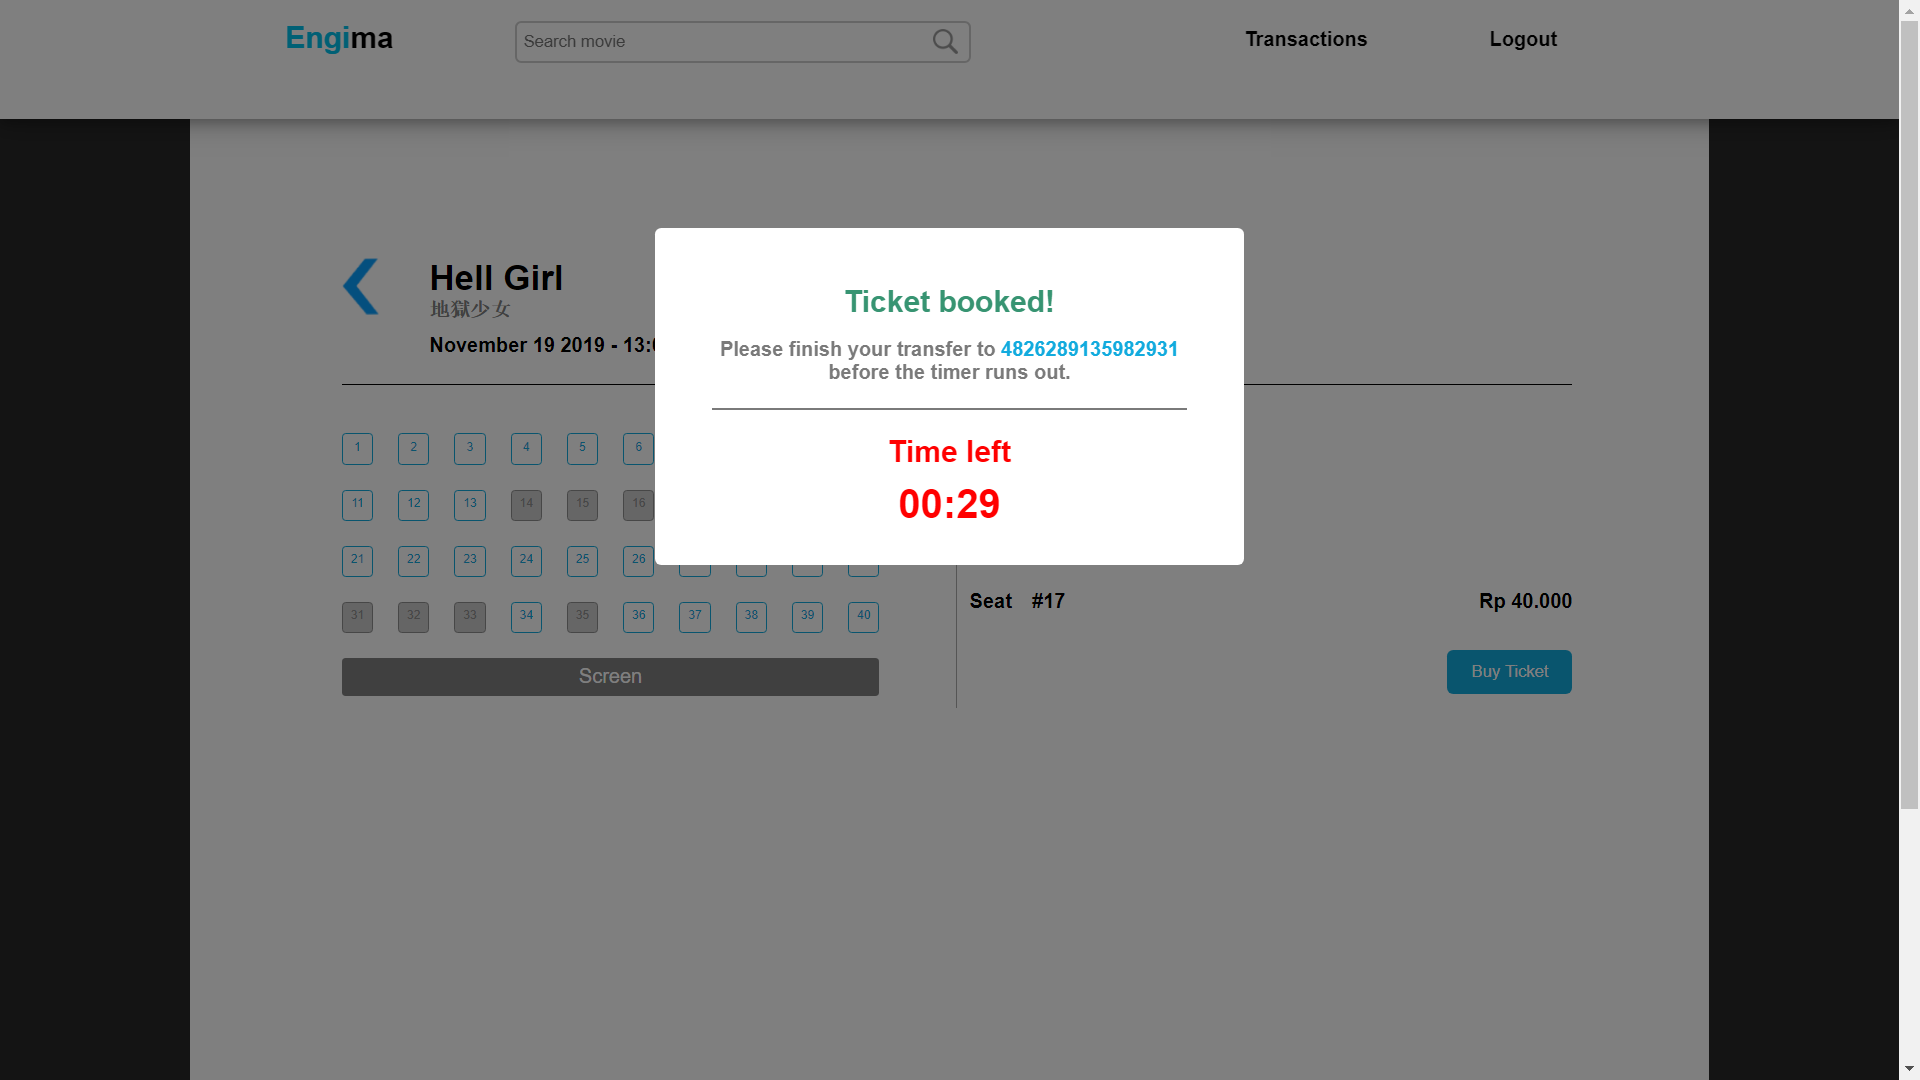 Engima
Search movie
Transactions
Logout
Hell Girl
地獄少女
November 19 2019 - 13:
Ticket booked!
Please finish your transfer to 4826289135982931
before the timer runs out.
Time left
00:29
1 2 3 4 5 6
11 12 13 14 15 16
21 22 23 24 25 26
31 32 33 34 35 36 37 38 39 40
Screen
Seat #17 Rp 40.000
Buy Ticket